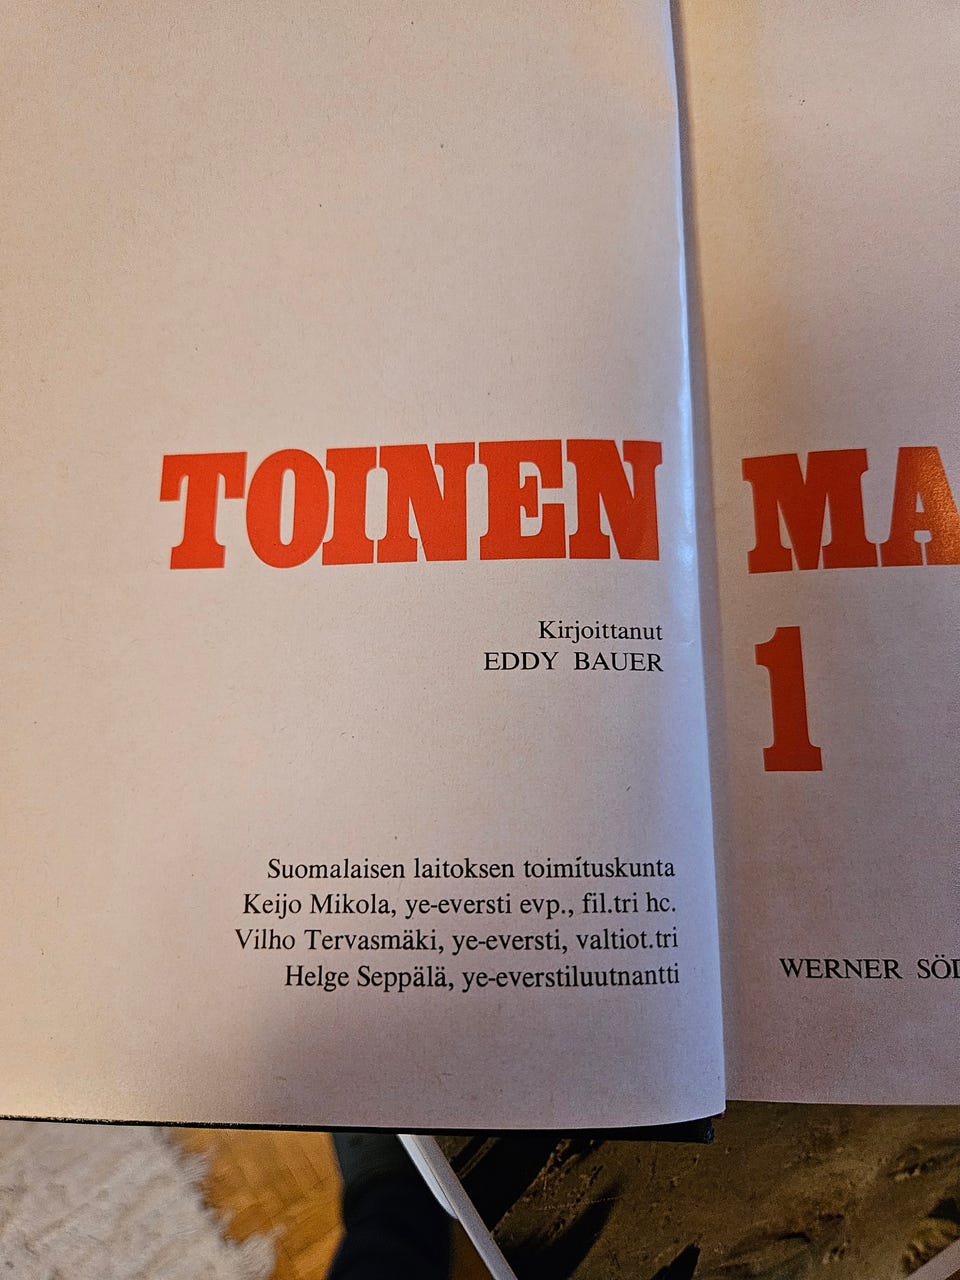 TOINEN MA
1
Kirjoittanut
EDDY BAUER
Suomalaisen laitoksen toimituskunta
Keijo Mikola, ye-eversti evp., fil.tri hc.
Vilho Tervasmäki, ye-eversti, valtiot.tri
Helge Seppälä, ye-everstiluutnantti
WERNER SÖD